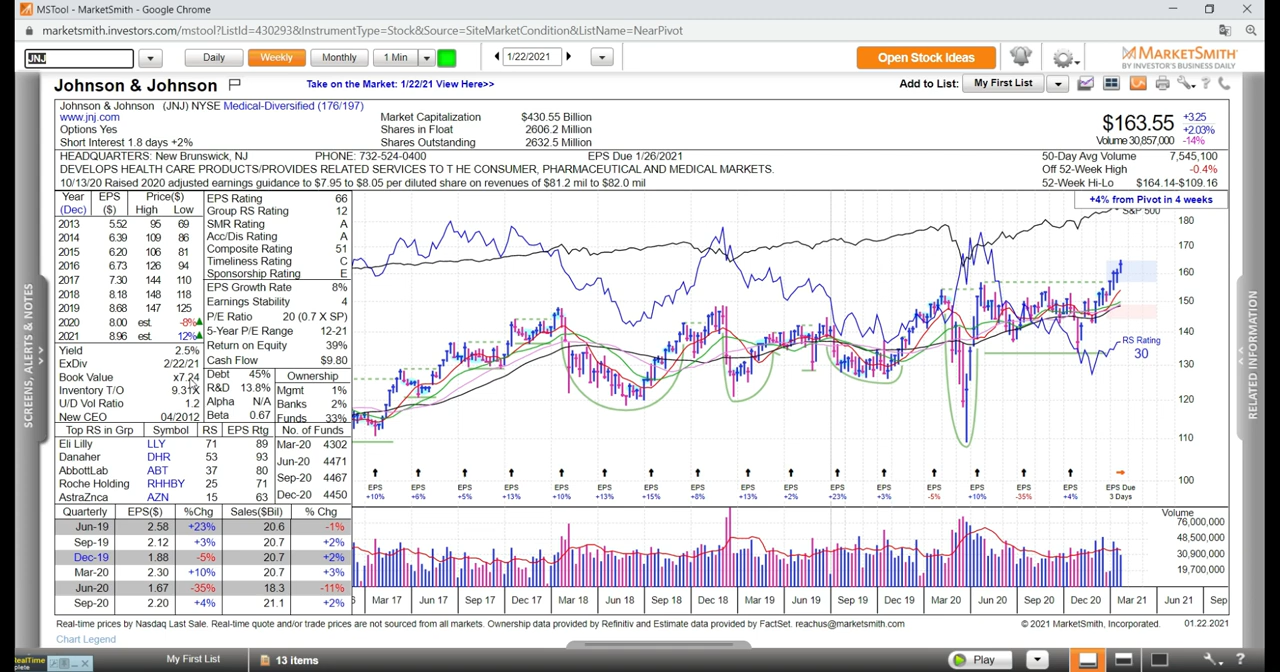 MSTool - MarketSmith - Google Chrome
marketsmith.investors.com/mstool?ListId=430293&InstrumentType=Stock&Source=SiteMarketCondition&ListName=NearPivot
JNJ Daily Weekly Monthly 1 Min 1/22/2021 Open Stock Ideas MARKETSMITH
BY INVESTOR'S BUSINESS DAILY
Johnson & Johnson Take on the Market: 1/22/21 View Here>> Add to List: My First List
Johnson & Johnson (JNJ) NYSE Medical-Diversified (176/197)
www.jnj.com Market Capitalization $430.55 Billion $163.55 +3.25
Options Yes Shares in Float 2606.2 Million +2.03%
Short Interest 1.8 days +2% Shares Outstanding 2632.5 Million Volume 30,857,000 -14%
HEADQUARTERS: New Brunswick, NJ PHONE: 732-524-0400 EPS Due 1/26/2021 50-Day Avg Volume 7,545,100
DEVELOPS HEALTH CARE PRODUCTS/PROVIDES RELATED SERVICES TO T HE CONSUMER, PHARMACEUTICAL AND MEDICAL MARKETS. Off 52-Week High -0.4%
10/13/20 Raised 2020 adjusted earnings guidance to $7.95 to $8.05 per diluted share on revenues of $81.2 mil to $82.0 mil 52-Week Hi-Lo $164.14-$109.16
Year EPS Price($)
(Dec) ($) High Low
2013 5.52 95 69
2014 6.39 109 86
2015 6.20 106 81
2016 6.73 126 94
2017 7.30 144 110
2018 8.18 148 118
2019 8.68 147 125
2020 8.00 est. -8%
2021 8.96 est. 12%
Yield 2.5%
ExDiv 2/22/21
Book Value x7.24
Inventory T/O 9.31X
U/D Vol Ratio 1.2
New CEO 04/2012
EPS Rating 66
Group RS Rating 12
SMR Rating A
Acc/Dis Rating A
Composite Rating 51
Timeliness Rating C
Sponsorship Rating E
EPS Growth Rate 8%
Earnings Stability 4
P/E Ratio 20 (0.7 X SP)
5-Year P/E Range 12-21
Return on Equity 39%
Cash Flow $9.80
Debt 45%
R&D 13.8%
Alpha N/A
Beta 0.67
Ownership
Mgmt 1%
Banks 2%
Funds 33%
Top RS in Grp Symbol RS EPS Rtg
Eli Lilly LLY 71 89
Danaher DHR 53 93
AbbottLab ABT 37 80
Roche Holding RHHBY 25 71
AstraZnca AZN 15 63
No. of Funds
Mar-20 4302
Jun-20 4471
Sep-20 4467
Dec-20 4450
Quarterly EPS($) %Chg Sales($Bil) % Chg
Jun-19 2.58 +23% 20.6 -1%
Sep-19 2.12 +3% 20.7 +2%
Dec-19 1.88 -5% 20.7 +2%
Mar-20 2.30 +10% 20.7 +3%
Jun-20 1.67 -35% 18.3 -11%
Sep-20 2.20 +4% 21.1 +2%
+4% from Pivot in 4 weeks
S&P 500
180
170
160
150
140
RS Rating
30
130
120
110
100
EPS EPS EPS EPS EPS EPS EPS EPS EPS EPS EPS EPS EPS EPS EPS EPS EPS Due
+10% +6% +5% +13% +10% +13% +15% +8% +13% +2% +23% +3% -5% +10% -35% +4% 3 Days
Volume
76,000,000
48,500,000
30,900,000
19,700,000
6 Mar 17 Jun 17 Sep 17 Dec 17 Mar 18 Jun 18 Sep 18 Dec 18 Mar 19 Jun 19 Sep 19 Dec 19 Mar 20 Jun 20 Sep 20 Dec 20 Mar 21 Jun 21 Sep
Real-time prices by Nasdaq Last Sale. Real-time quote and/or trade prices are not sourced from all markets. Ownership data provided by Refinitiv and Estimate data provided by FactSet. reachus@marketsmith.com © 2021 MarketSmith, Incorporated. 01.22.2021
Chart Legend
SCREENS, ALERTS & NOTES
RELATED INFORMATION
RealTime
My First List 13 items Play